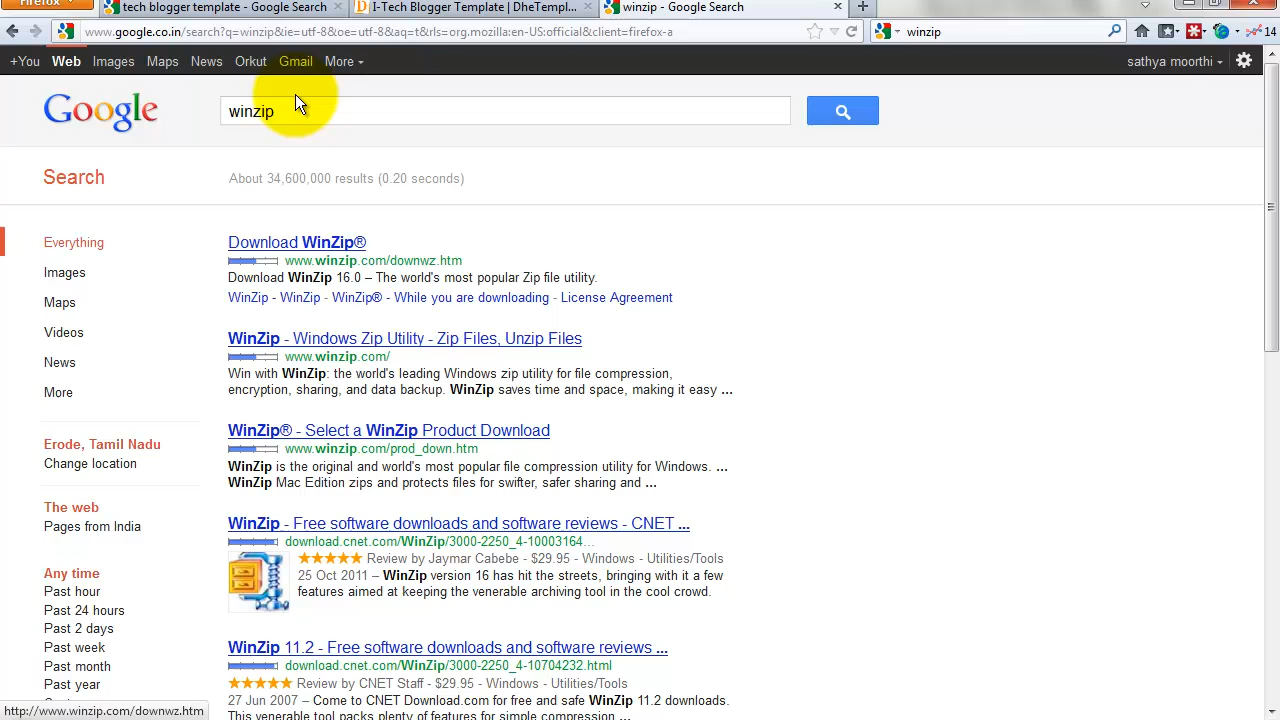 Firefox
tech blogger template - Google Search
I-Tech Blogger Template | DheTempl...
winzip - Google Search
www.google.co.in/search?q=winzip&ie=utf-8&oe=utf-8&aq=t&rls=org.mozilla:en-US:official&client=firefox-a
winzip
14
+You Web Images Maps News Orkut Gmail More
sathya moorthi
Google
winzip
Search
About 34,600,000 results (0.20 seconds)
Everything
Images
Maps
Videos
News
More
Erode, Tamil Nadu
Change location
The web
Pages from India
Any time
Past hour
Past 24 hours
Past 2 days
Past week
Past month
Past year
Download WinZip®
www.winzip.com/downwz.htm
Download WinZip 16.0 – The world's most popular Zip file utility.
WinZip - WinZip - WinZip® - While you are downloading - License Agreement
WinZip - Windows Zip Utility - Zip Files, Unzip Files
www.winzip.com/
Win with WinZip: the world's leading Windows zip utility for file compression,
encryption, sharing, and data backup. WinZip saves time and space, making it easy ...
WinZip® - Select a WinZip Product Download
www.winzip.com/prod_down.htm
WinZip is the original and world's most popular file compression utility for Windows. ...
WinZip Mac Edition zips and protects files for swifter, safer sharing and ...
WinZip - Free software downloads and software reviews - CNET ...
download.cnet.com/WinZip/3000-2250_4-10003164...
Review by Jaymar Cabebe - $29.95 - Windows - Utilities/Tools
25 Oct 2011 – WinZip version 16 has hit the streets, bringing with it a few
features aimed at keeping the venerable archiving tool in the cool crowd.
WinZip 11.2 - Free software downloads and software reviews ...
download.cnet.com/WinZip/3000-2250_4-10704232.html
Review by CNET Staff - $29.95 - Windows - Utilities/Tools
27 Jun 2007 – Come to CNET Download.com for free and safe WinZip 11.2 downloads.
This venerable tool packs plenty of features for simple compression ...
http://www.winzip.com/downwz.htm